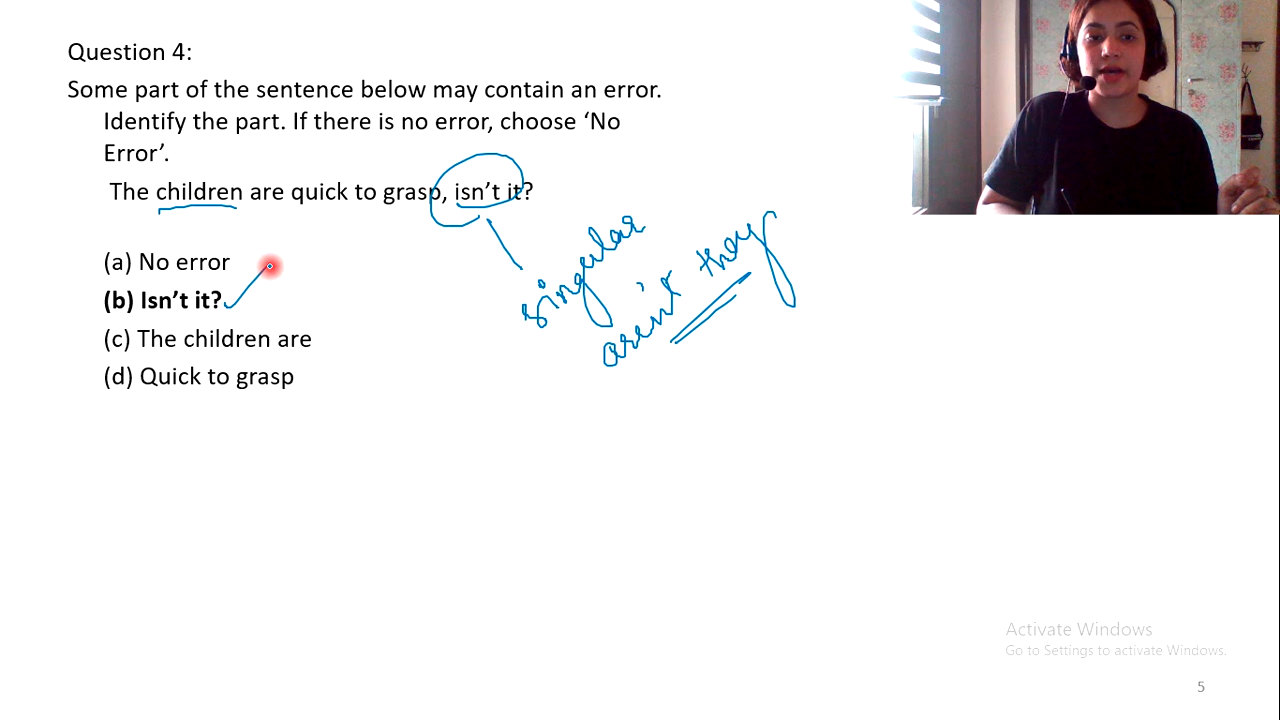 Question 4:
Some part of the sentence below may contain an error.
Identify the part. If there is no error, choose ‘No
Error’.
The children are quick to grasp, isn’t it?
singular
aren't they
(a) No error
(b) Isn’t it?
(c) The children are
(d) Quick to grasp
Activate Windows
Go to Settings to activate Windows.
5